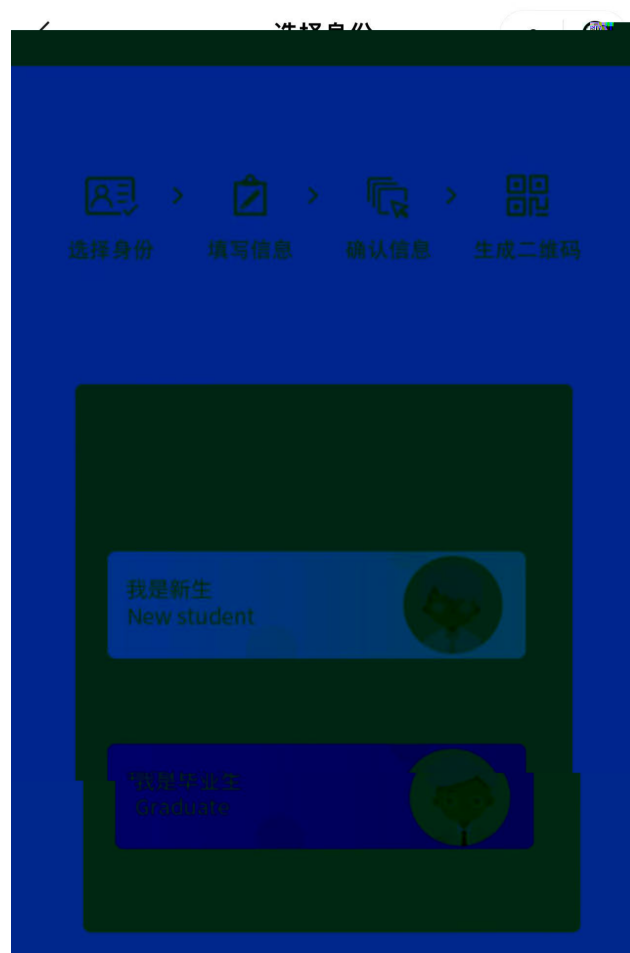 选择身份
选择身份 填写信息 确认信息 生成二维码
我是新生
New student
我是毕业生
Graduate